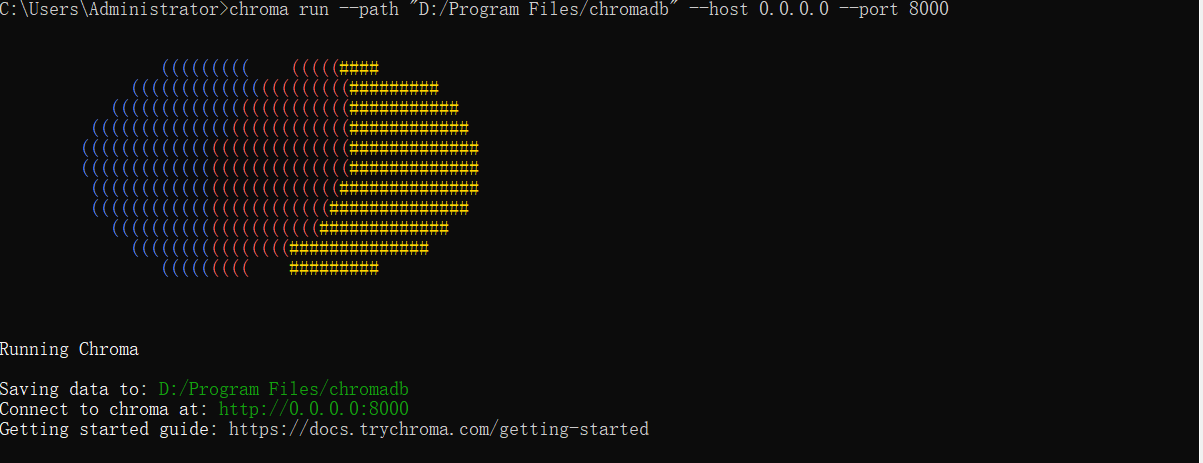 C:\Users\Administrator>chroma run --path "D:/Program Files/chromadb" --host 0.0.0.0 --port 8000
(((((((((    (((((####
(((((((((((((((((((((((#########
((((((((((((((((((((((((###########
((((((((((((((((((((((((((############
(((((((((((((((((((((((((((#############
(((((((((((((((((((((((((((#############
(((((((((((((((((((((((((##############
((((((((((((((((((((((((##############
(((((((((((((((((((((#############
((((((((((((((((##############
(((((((((    #########
Running Chroma
Saving data to: D:/Program Files/chromadb
Connect to chroma at: http://0.0.0.0:8000
Getting started guide: https://docs.trychroma.com/getting-started